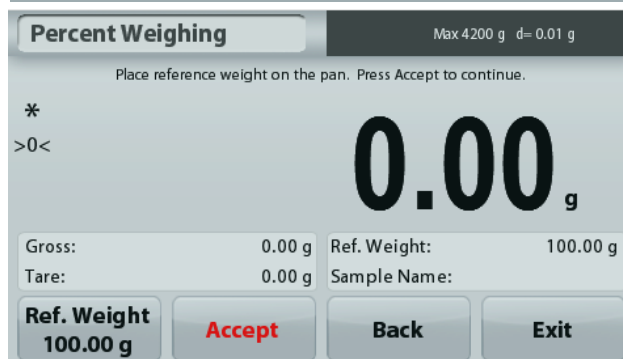 Percent Weighing
Max 4200 g d= 0.01 g
Place reference weight on the pan. Press Accept to continue.
*
>0<
0.00 g
Gross: 0.00 g Ref. Weight: 100.00 g
Tare: 0.00 g Sample Name:
Ref. Weight
100.00 g
Accept
Back
Exit